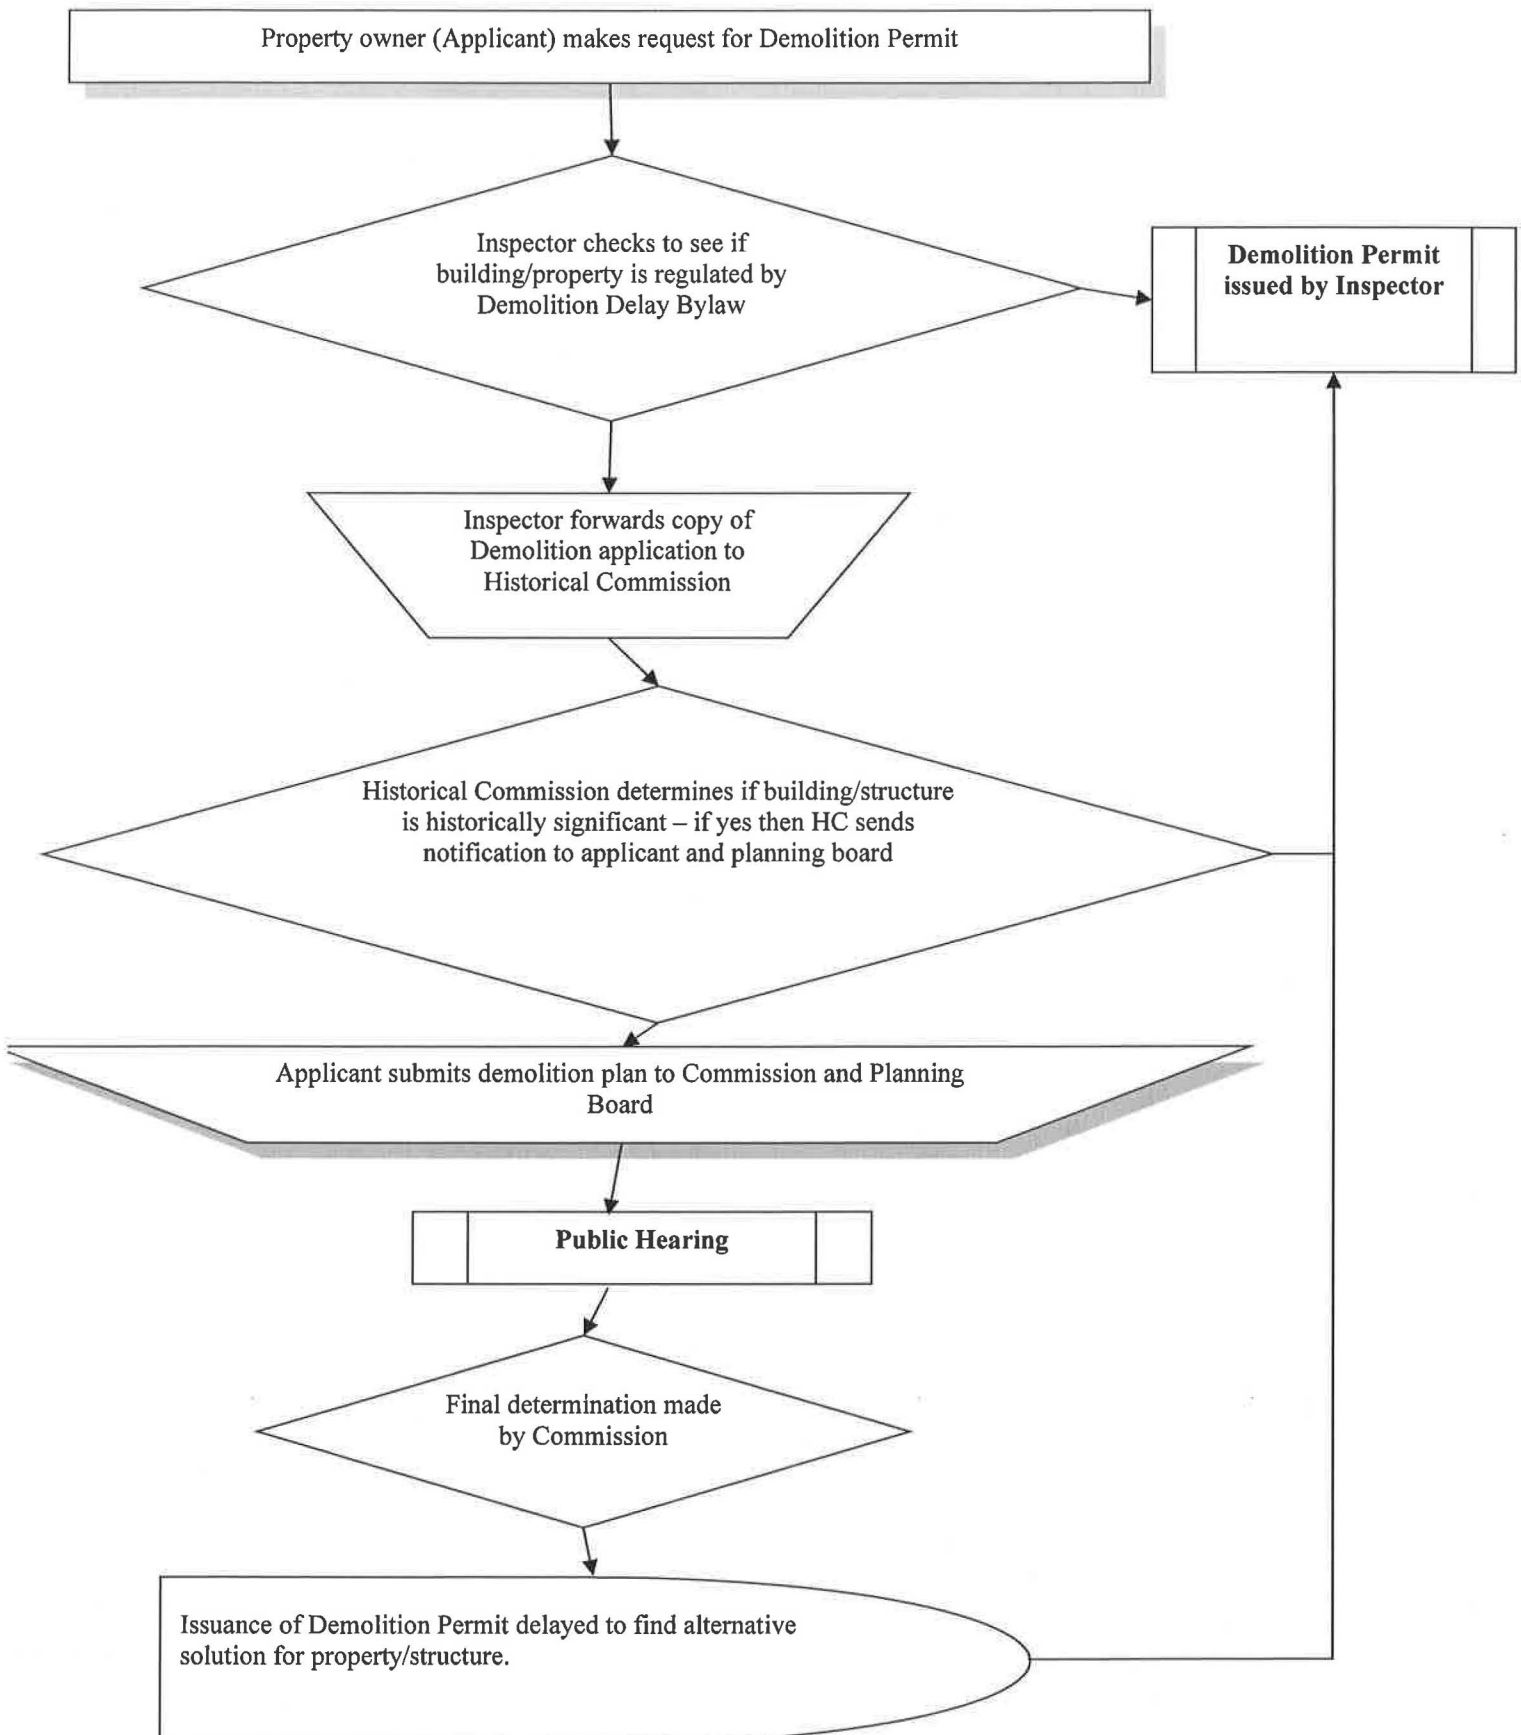 Property owner (Applicant) makes request for Demolition Permit
Inspector checks to see if
building/property is regulated by
Demolition Delay Bylaw
Demolition Permit
issued by Inspector
Inspector forwards copy of
Demolition application to
Historical Commission
Historical Commission determines if building/structure
is historically significant – if yes then HC sends
notification to applicant and planning board
Applicant submits demolition plan to Commission and Planning
Board
Public Hearing
Final determination made
by Commission
Issuance of Demolition Permit delayed to find alternative
solution for property/structure.